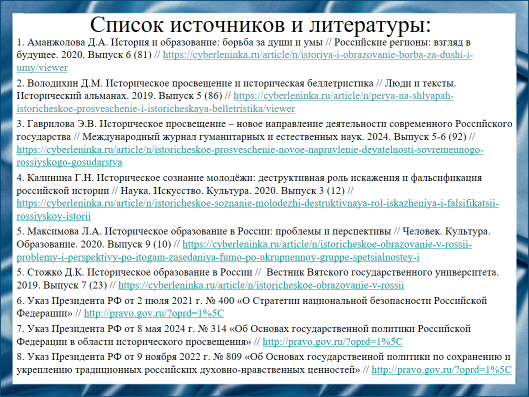 Список источников и литературы:
1. Аманжолова Д.А. История и образование: борьба за души и умы // Российские регионы: взгляд в
будущее. 2020. Выпуск 6 (81) // https://cyberleninka.ru/article/n/istoriya-i-obrazovanie-borba-za-dushi-i-
umy/viewer
2. Володихин Д.М. Историческое просвещение и историческая беллетристика // Люди и тексты.
Исторический альманах. 2019. Выпуск 5 (86) // https://cyberleninka.ru/article/n/perya-na-shlyapah-
istoricheskoe-prosveschenie-i-istoricheskaya-belletristika/viewer
3. Гаврилова Э.В. Историческое просвещение – новое направление деятельности современного Российского
государства // Международный журнал гуманитарных и естественных наук. 2024. Выпуск 5-6 (92) //
https://cyberleninka.ru/article/n/istoricheskoe-prosveschenie-novoe-napravlenie-deyatelnosti-sovremennogo-
rossiyskogo-gosudarstva
4. Калинина Г.Н. Историческое сознание молодёжи: деструктивная роль искажения и фальсификация
российской истории // Наука. Искусство. Культура. 2020. Выпуск 3 (12) //
https://cyberleninka.ru/article/n/istoricheskoe-soznanie-molodezhi-destruktivnaya-rol-iskazheniya-i-falsifikatsii-
rossiyskoy-istorii
5. Максимова Л.А. Историческое образование в России: проблемы и перспективы // Человек. Культура.
Образование. 2020. Выпуск 9 (10) // https://cyberleninka.ru/article/n/istoricheskoe-obrazovanie-v-rossii-
problemy-i-perspektivy-po-itogam-zasedaniya-fumo-po-ukrupnennoy-gruppe-spetsialnostey-i
5. Стожко Д.К. Историческое образование в России // Вестник Вятского государственного университета.
2019. Выпуск 7 (23) // https://cyberleninka.ru/article/n/istoricheskoe-obrazovanie-v-rossii
6. Указ Президента РФ от 2 июля 2021 г. № 400 «О Стратегии национальной безопасности Российской
Федерации» // http://pravo.gov.ru/?oprd=1%5C
7. Указ Президента РФ от 8 мая 2024 г. № 314 «Об Основах государственной политики Российской
Федерации в области исторического просвещения» // http://pravo.gov.ru/?oprd=1%5C
8. Указ Президента РФ от 9 ноября 2022 г. № 809 «Об Основах государственной политики по сохранению и
укреплению традиционных российских духовно-нравственных ценностей» // http://pravo.gov.ru/?oprd=1%5C